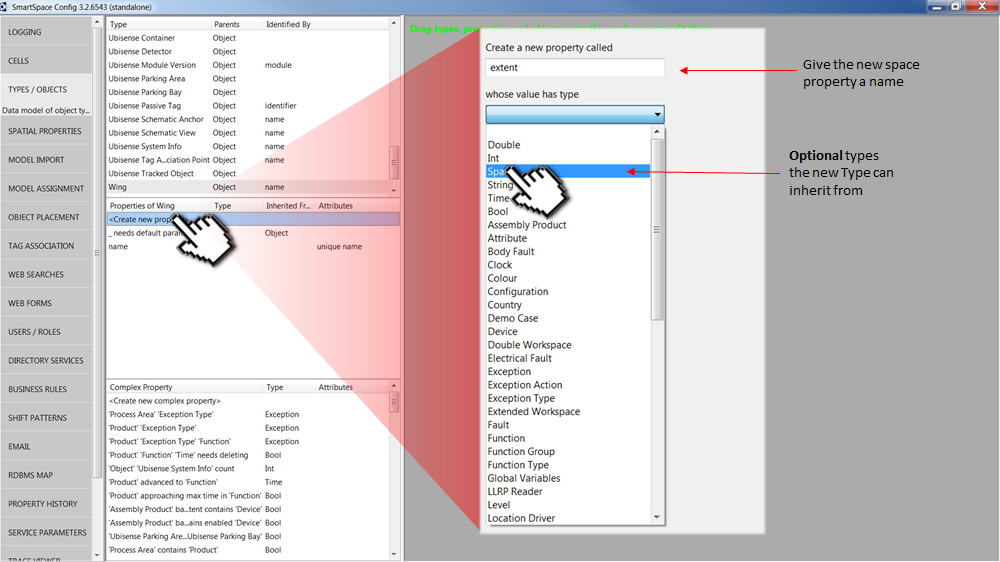 SmartSpace Config 3.2.6543 (standalone)
LOGGING
CELLS
TYPES / OBJECTS
Data model of object ty...
SPATIAL PROPERTIES
MODEL IMPORT
MODEL ASSIGNMENT
OBJECT PLACEMENT
TAG ASSOCIATION
WEB SEARCHES
WEB FORMS
USERS / ROLES
DIRECTORY SERVICES
BUSINESS RULES
SHIFT PATTERNS
EMAIL
RDBMS MAP
PROPERTY HISTORY
SERVICE PARAMETERS
TRACE VIEWER
Type Parents Identified By
Ubisense Container Object
Ubisense Detector Object
Ubisense Module Version Object module
Ubisense Parking Area Object
Ubisense Parking Bay Object
Ubisense Passive Tag Object identifier
Ubisense Schematic Anchor Object name
Ubisense Schematic View Object name
Ubisense System Info Object name
Ubisense Tag A...ciation Point Object name
Ubisense Tracked Object Object
Wing Object name
Properties of Wing Type Inherited Fr... Attributes
<Create new prop
_ needs default para Object
name unique name
Complex Property Type Attributes
<Create new complex property>
'Process Area' 'Exception Type' Exception
'Product' 'Exception Type' Exception
'Product' 'Exception Type' 'Function' Exception
'Product' 'Function' 'Time' needs deleting Bool
'Object' 'Ubisense System Info' count Int
'Product' advanced to 'Function' Time
'Product' approaching max time in 'Function' Bool
'Assembly Product' ba...tent contains 'Device' Bool
'Assembly Product' ba...ains enabled 'Device' Bool
'Ubisense Parking Are...Ubisense Parking Bay' Bool
'Process Area' contains 'Product' Bool
Drag types, pr
Create a new property called
extent
whose value has type
Double
Int
Spa
String
Time
Bool
Assembly Product
Attribute
Body Fault
Clock
Colour
Configuration
Country
Demo Case
Device
Double Workspace
Electrical Fault
Exception
Exception Action
Exception Type
Extended Workspace
Fault
Function
Function Group
Function Type
Global Variables
LLRP Reader
Level
Location Driver
Give the new space
property a name
Optional types
the new Type can
inherit from